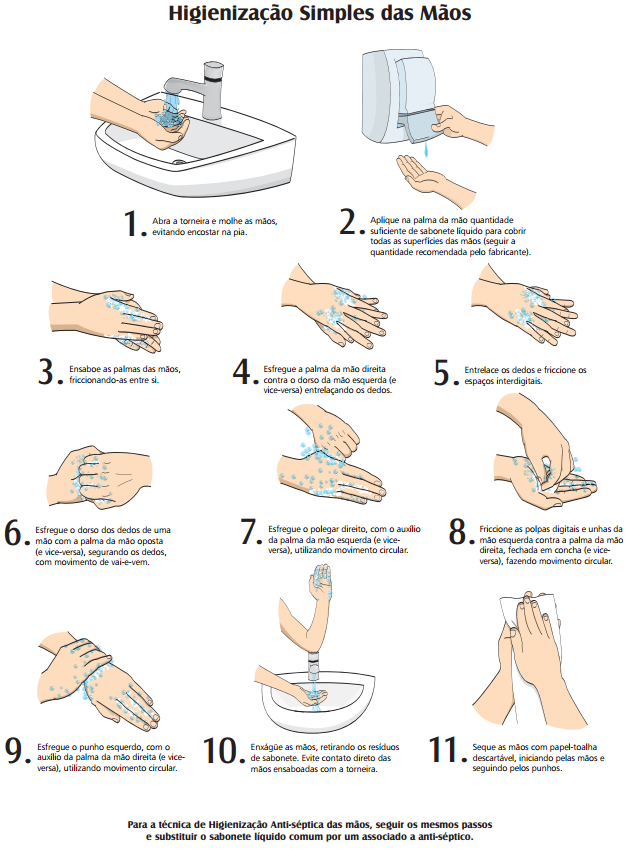 Higienização Simples das Mãos
1. Abra a torneira e molhe as mãos,
evitando encostar na pia.
2. Aplique na palma da mão quantidade
suficiente de sabonete líquido para cobrir
todas as superfícies das mãos (seguir a
quantidade recomendada pelo fabricante).
3. Ensaboe as palmas das mãos,
friccionando-as entre si.
4. Esfregue a palma da mão direita
contra o dorso da mão esquerda (e
vice-versa) entrelaçando os dedos.
5. Entrelace os dedos e friccione os
espaços interdigitais.
6. Esfregue o dorso dos dedos de uma
mão com a palma da mão oposta
(e vice-versa), segurando os dedos,
com movimento de vai-e-vem.
7. Esfregue o polegar direito, com o auxílio
da palma da mão esquerda (e vice-
versa), utilizando movimento circular.
8. Friccione as polpas digitais e unhas da
mão esquerda contra a palma da mão
direita, fechada em concha (e vice-
versa), fazendo movimento circular.
9. Esfregue o punho esquerdo, com o
auxílio da palma da mão direita (e vice-
versa), utilizando movimento circular.
10. Enxágüe as mãos, retirando os resíduos
de sabonete. Evite contato direto das
mãos ensaboadas com a torneira.
11. Seque as mãos com papel-toalha
descartável, iniciando pelas mãos e
seguindo pelos punhos.
Para a técnica de Higienização Anti-séptica das mãos, seguir os mesmos passos
e substituir o sabonete líquido comum por um associado a anti-séptico.